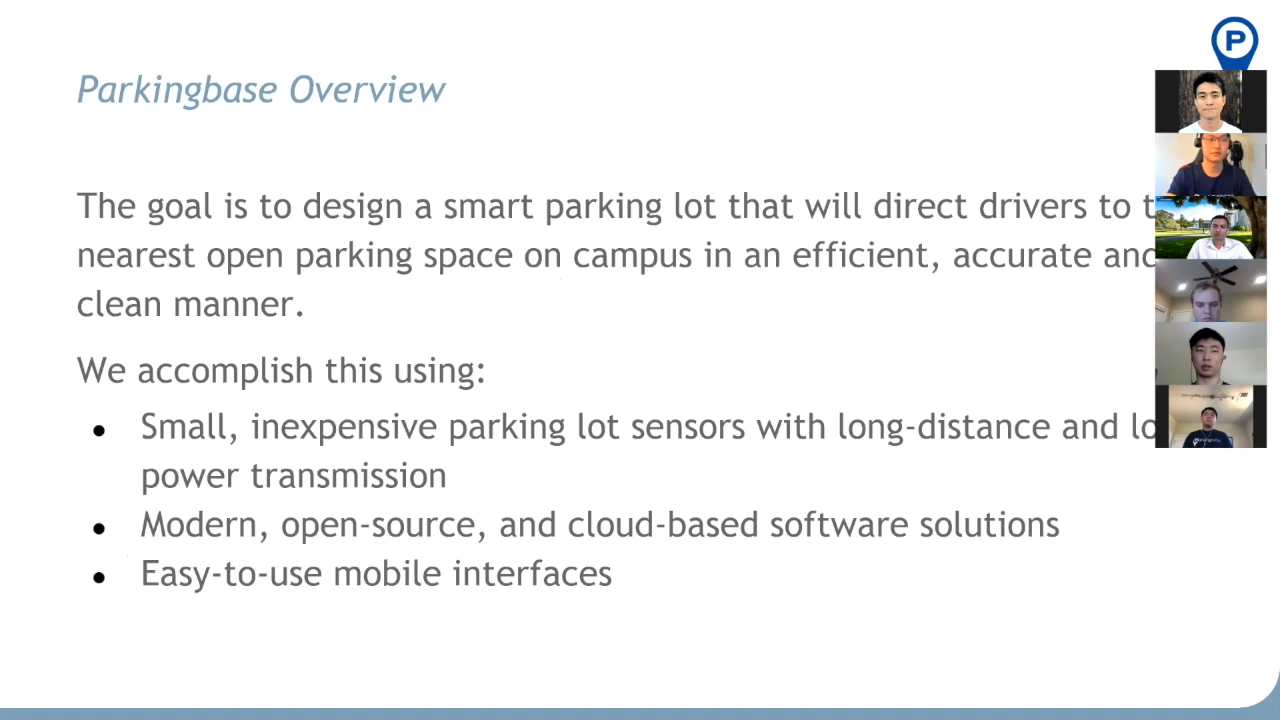 P
Parkingbase Overview
The goal is to design a smart parking lot that will direct drivers to t
nearest open parking space on campus in an efficient, accurate and
clean manner.
We accomplish this using:
● Small, inexpensive parking lot sensors with long-distance and lo
power transmission
● Modern, open-source, and cloud-based software solutions
● Easy-to-use mobile interfaces